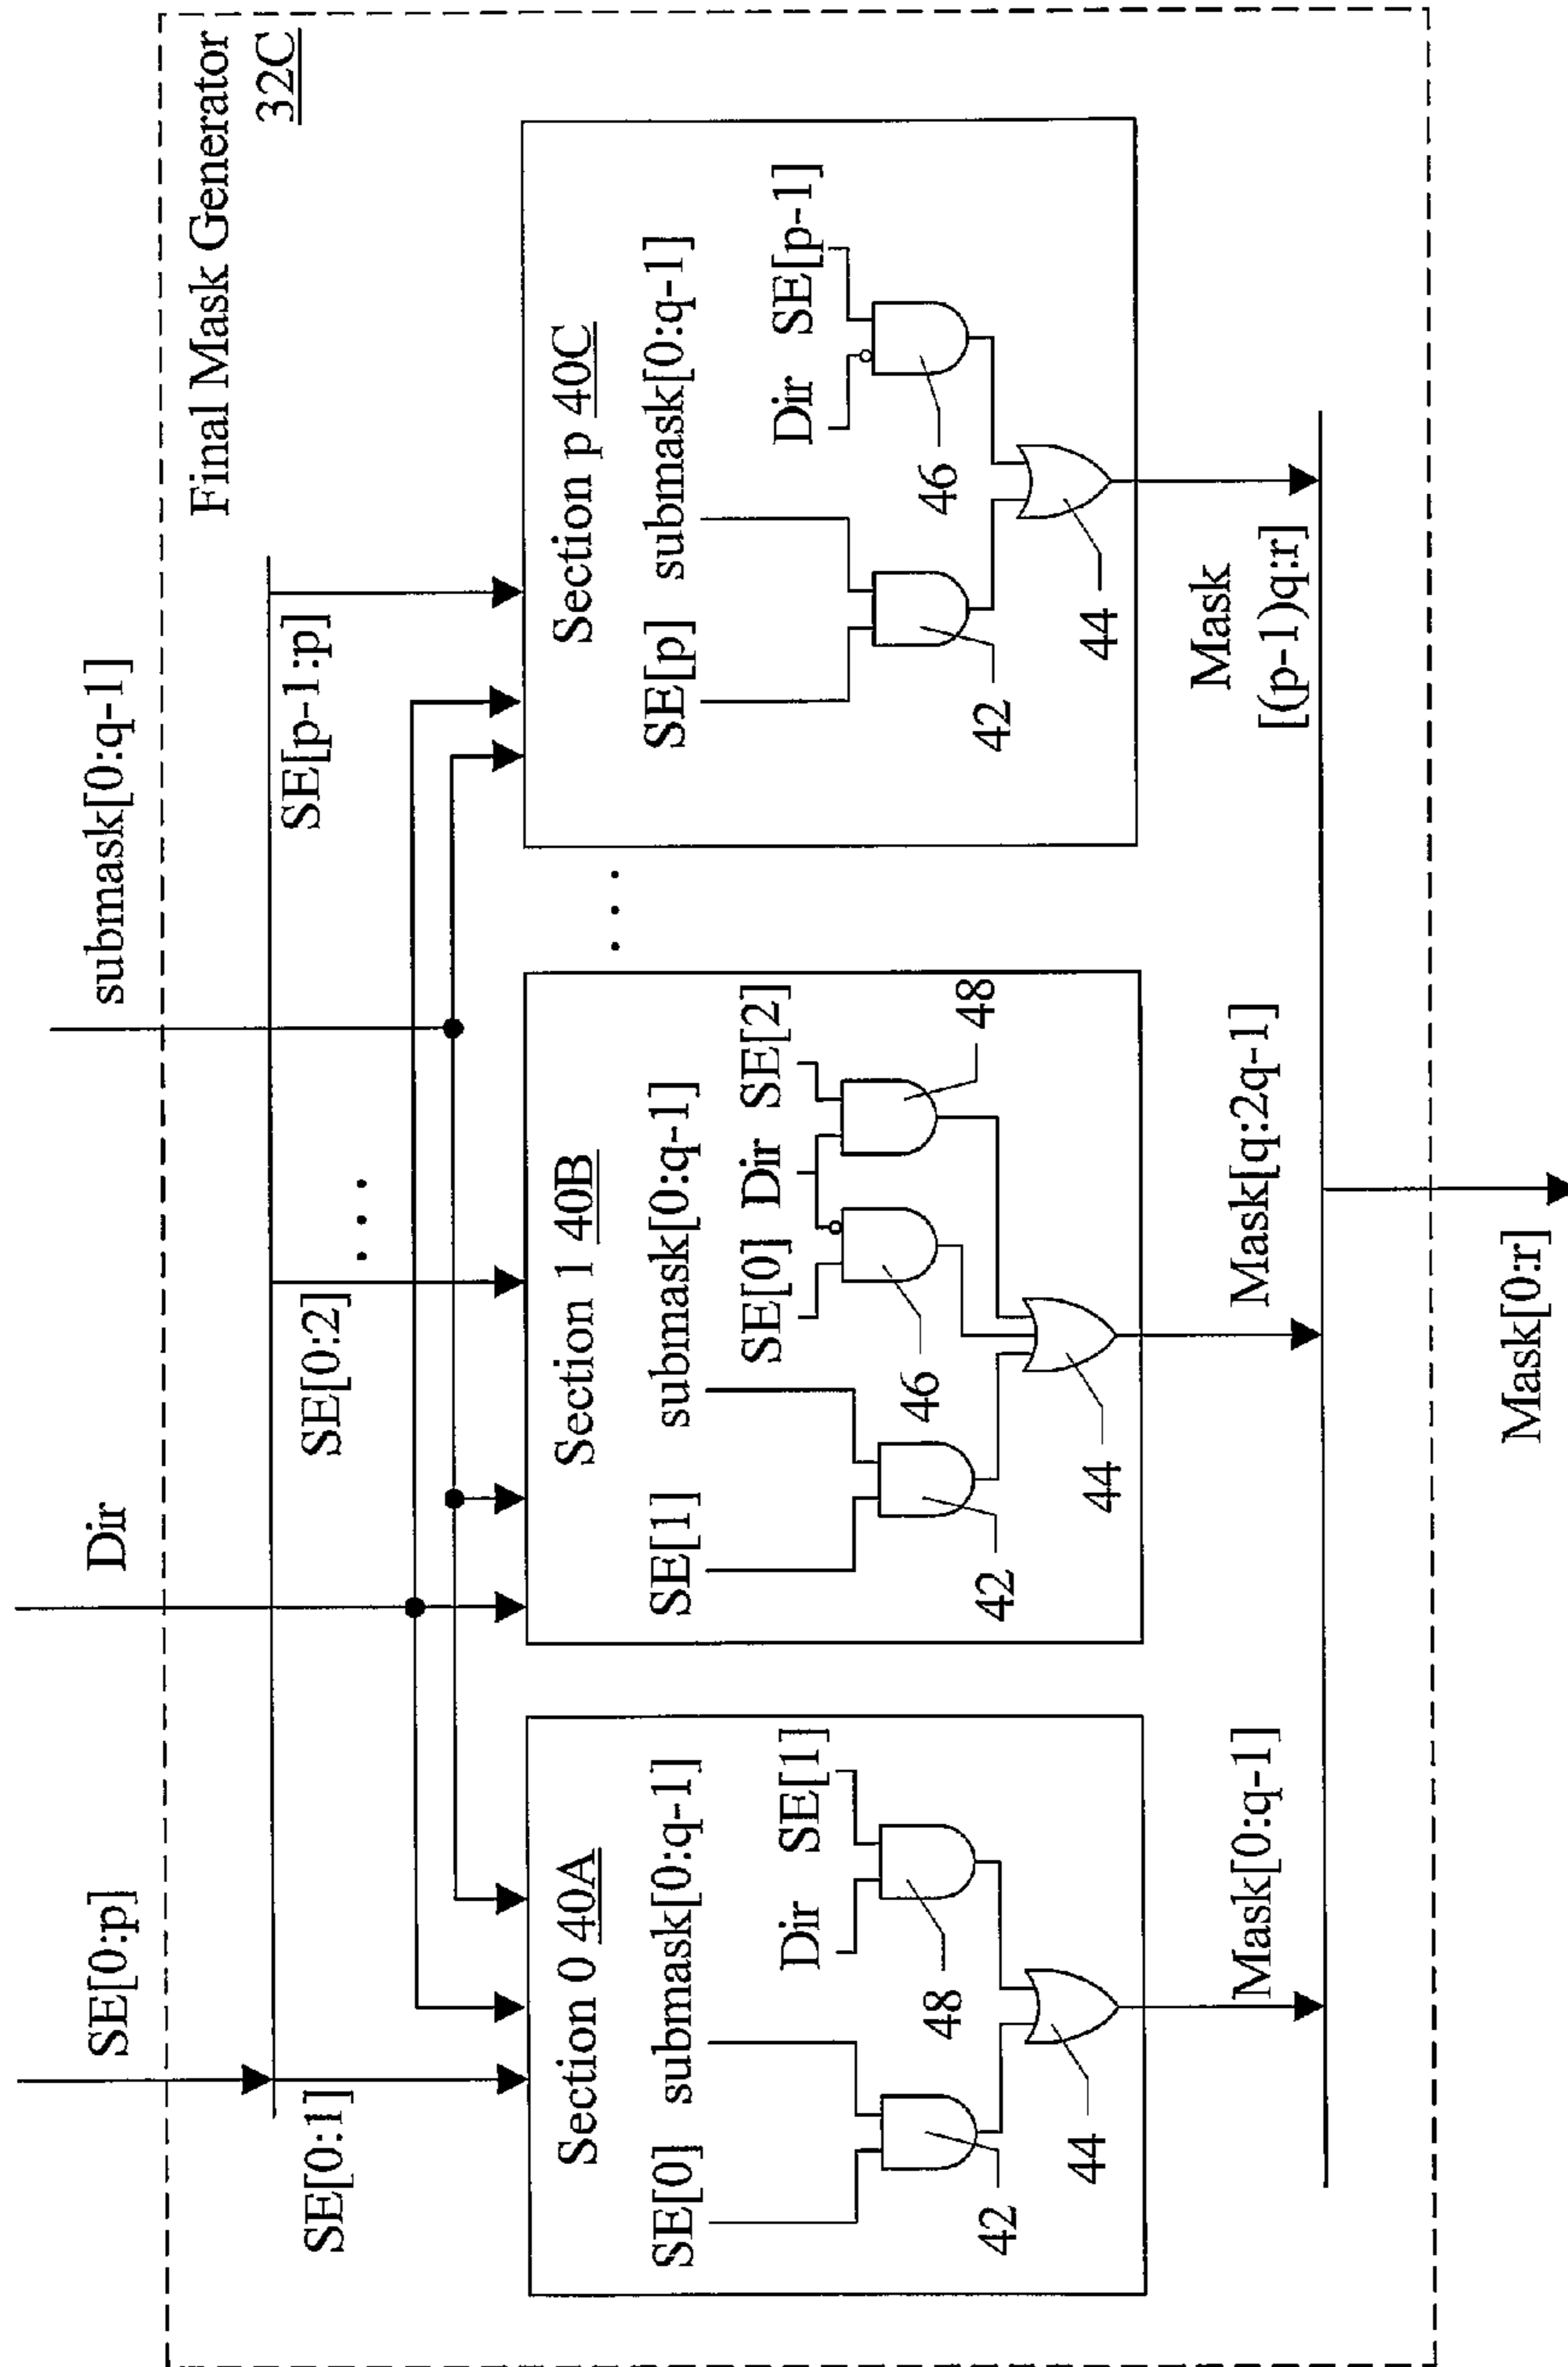 SE[0:p]
Dir
submask[0:q-1]
Final Mask Generator
32C
SE[0:1]
SE[0:2]
. . .
SE[p-1:p]
Section 0 40A
SE[0] submask[0:q-1]
Dir SE[1]
48
42
44
Section 1 40B
SE[1] submask[0:q-1]
SE[0] Dir SE[2]
46
48
42
44
. . .
Section p 40C
SE[p] submask[0:q-1]
Dir SE[p-1]
46
42
44
Mask[0:q-1]
Mask[q:2q-1]
Mask
[(p-1)q:r]
Mask[0:r]